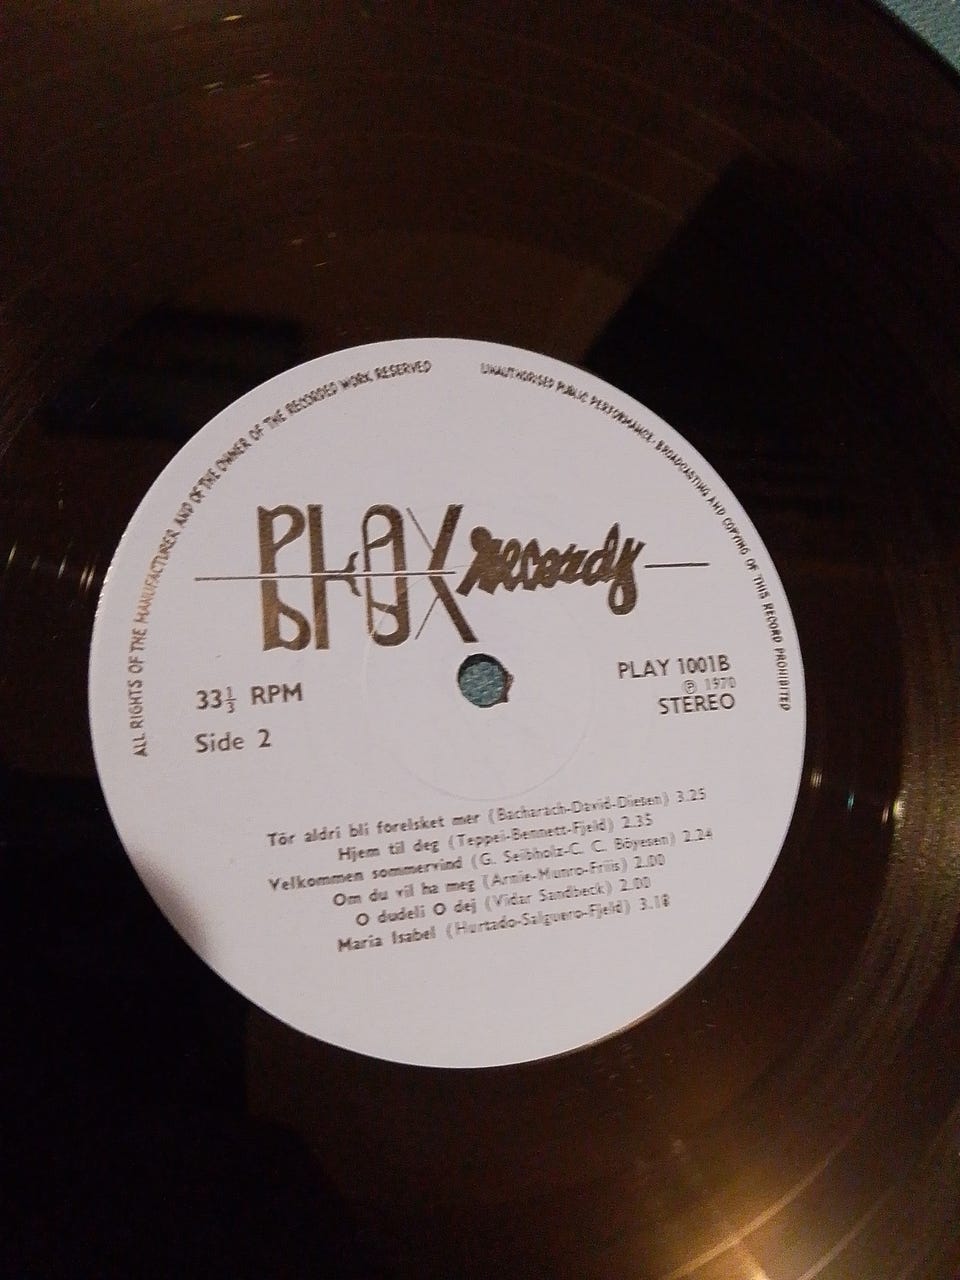 ALL RIGHTS OF THE MANUFACTURER AND OF THE OWNER OF THE RECORDED WORK RESERVED
UNAUTHORISED PUBLIC PERFORMANCE · BROADCASTING AND COPYING OF THIS RECORD PROHIBITED
PLAY records
33⅓ RPM
Side 2
PLAY 1001B
℗ 1970
STEREO
Tör aldri bli forelsket mer (Bacharach-David-Diesen) 3.25
Hjem til deg (Teppei-Bennett-Fjeld) 2.35
Velkommen sommervind (G. Seibholz-C. C. Böyesen) 2.24
Om du vil ha meg (Arnie-Munro-Friis) 2.00
O dudeli O dej (Vidar Sandbeck) 2.00
Maria Isabel (Hurtado-Salguero-Fjeld) 3.18